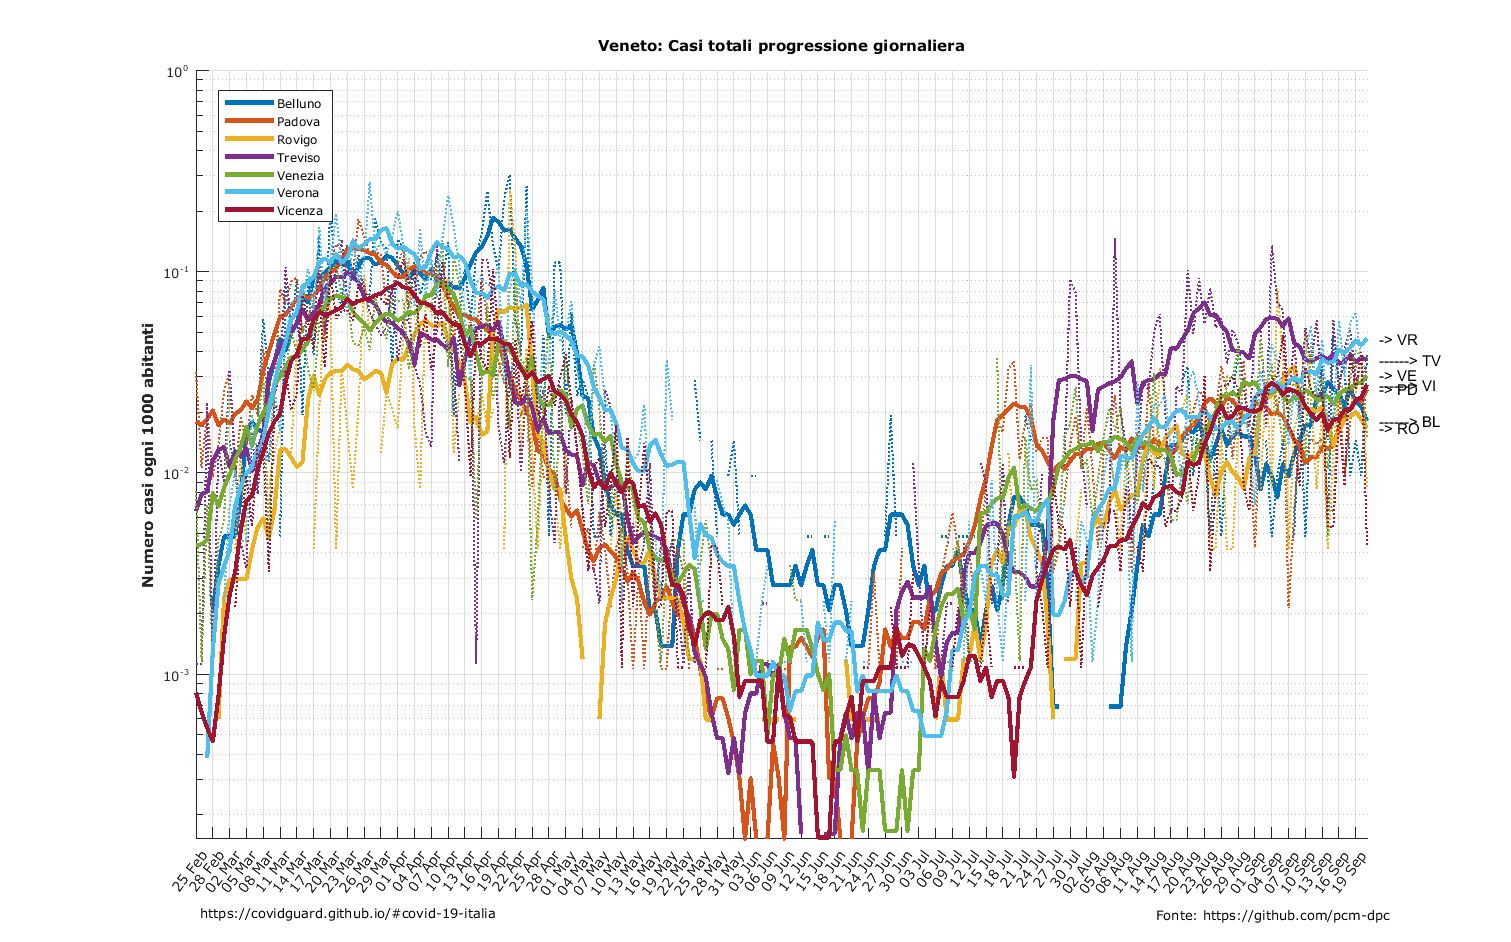 Veneto: Casi totali progressione giornaliera
10⁰
10⁻¹
10⁻²
10⁻³
Numero casi ogni 1000 abitanti
Belluno
Padova
Rovigo
Treviso
Venezia
Verona
Vicenza
-> VR
------> TV
-> VE
------> VI
-> PD
------> BL
-> RO
25 Feb
28 Feb
02 Mar
05 Mar
08 Mar
11 Mar
14 Mar
17 Mar
20 Mar
23 Mar
26 Mar
29 Mar
01 Apr
04 Apr
07 Apr
10 Apr
13 Apr
16 Apr
19 Apr
22 Apr
25 Apr
28 Apr
01 May
04 May
07 May
10 May
13 May
16 May
19 May
22 May
25 May
28 May
31 May
03 Jun
06 Jun
09 Jun
12 Jun
15 Jun
18 Jun
21 Jun
24 Jun
27 Jun
30 Jun
03 Jul
06 Jul
09 Jul
12 Jul
15 Jul
18 Jul
21 Jul
24 Jul
27 Jul
30 Jul
02 Aug
05 Aug
08 Aug
11 Aug
14 Aug
17 Aug
20 Aug
23 Aug
26 Aug
29 Aug
01 Sep
04 Sep
07 Sep
10 Sep
13 Sep
16 Sep
19 Sep
https://covidguard.github.io/#covid-19-italia
Fonte: https://github.com/pcm-dpc